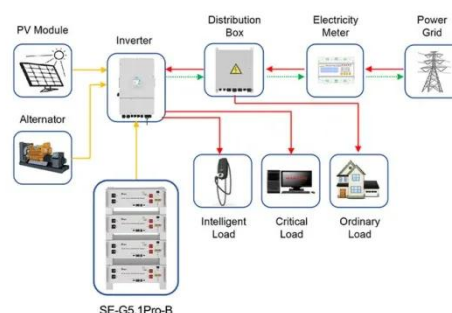 PV Module
Inverter
Distribution
Box
Electricity
Meter
Power
Grid
Alternator
Intelligent
Load
Critical
Load
Ordinary
Load
SE-G5.1Pro-B